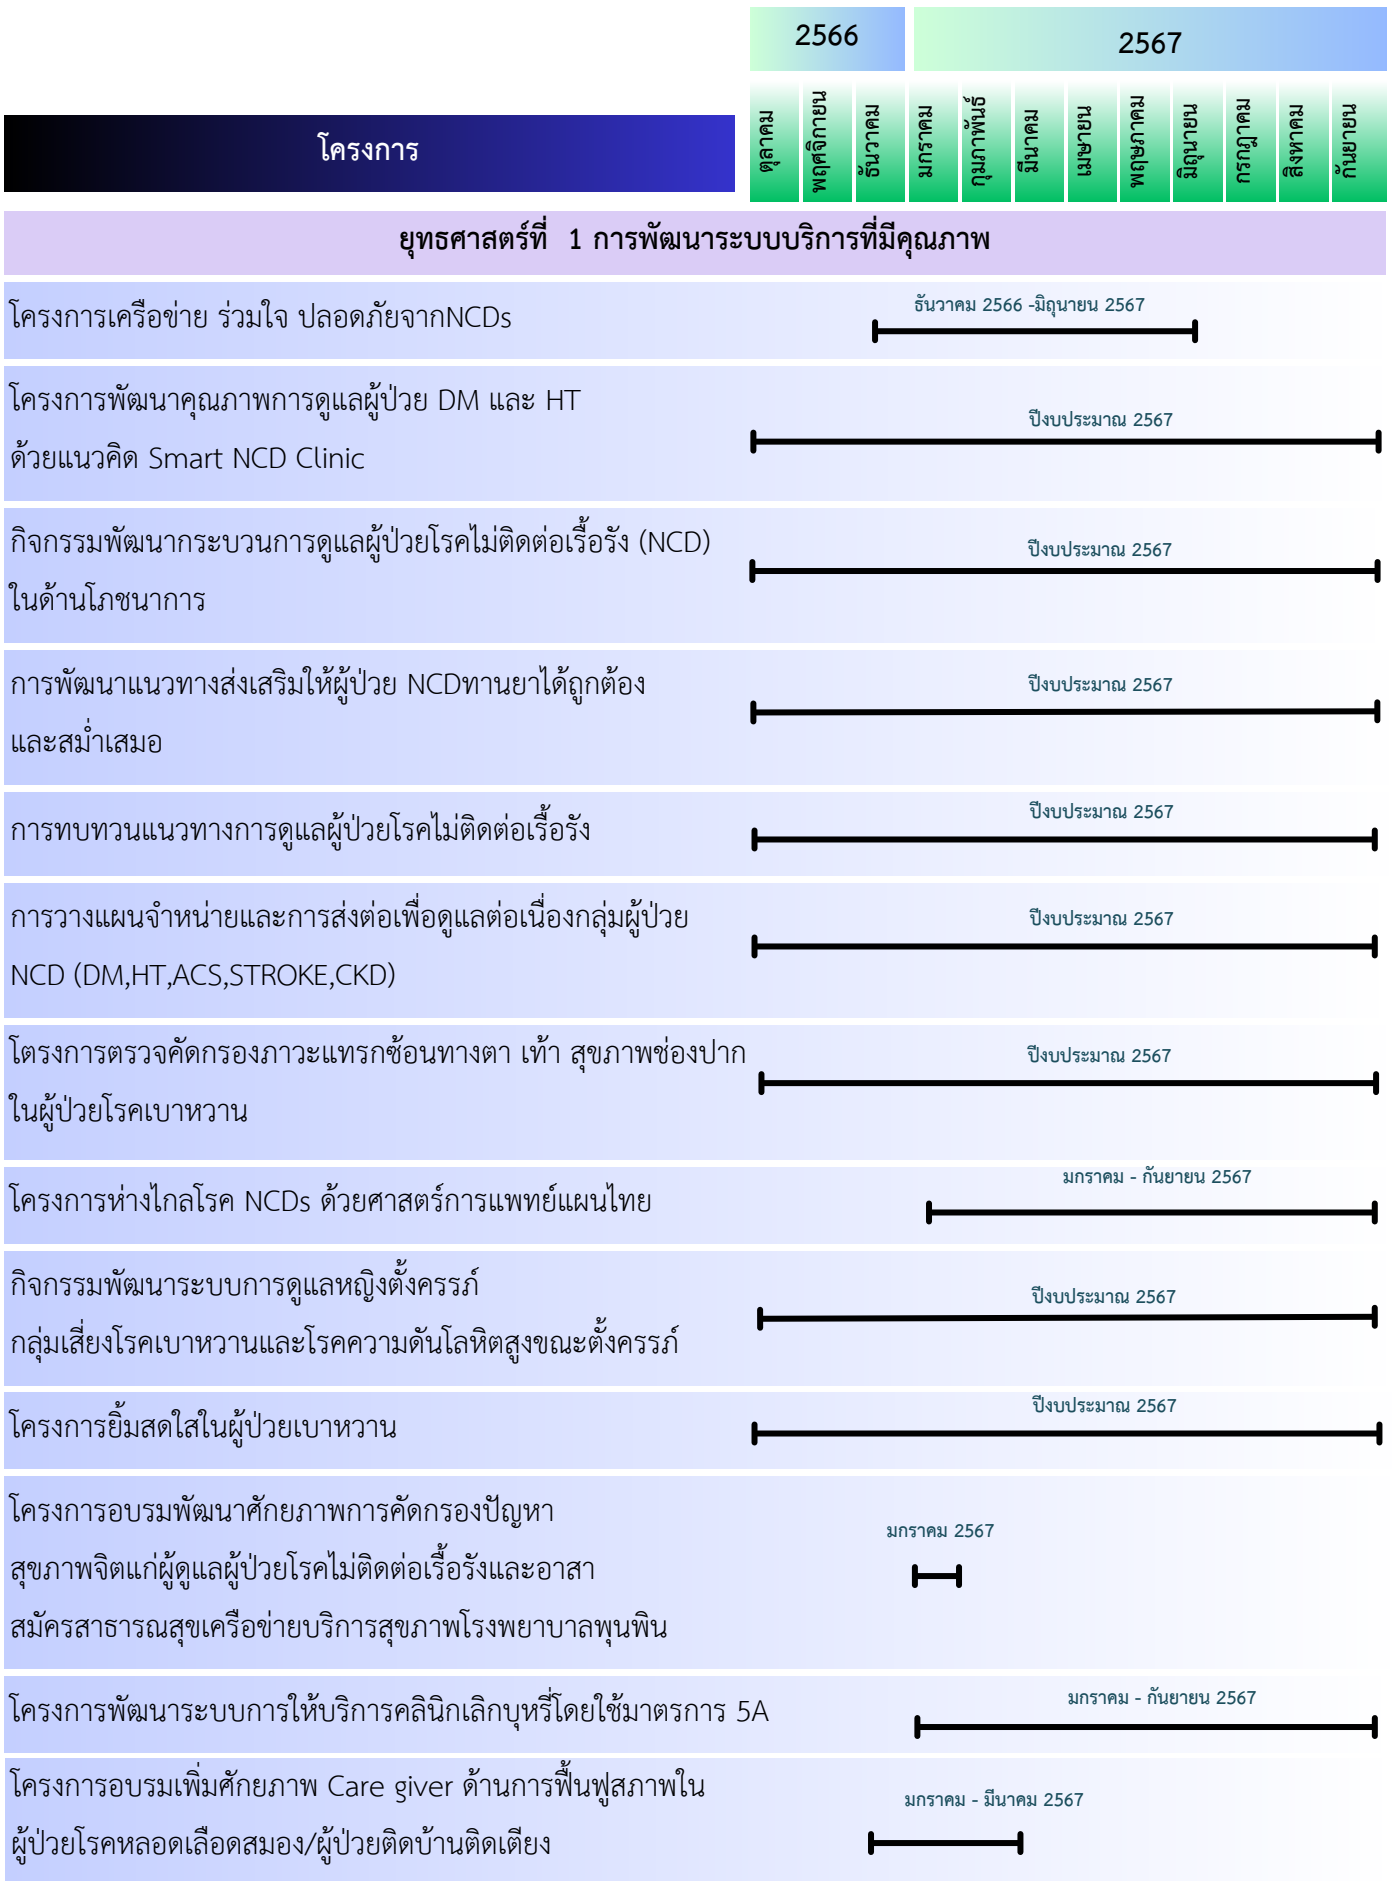 2566
2567
โครงการ
ตุลาคม
พฤศจิกายน
ธันวาคม
มกราคม
กุมภาพันธ์
มีนาคม
เมษายน
พฤษภาคม
มิถุนายน
กรกฎาคม
สิงหาคม
กันยายน
ยุทธศาสตร์ที่ 1 การพัฒนาระบบบริการที่มีคุณภาพ
โครงการเครือข่าย ร่วมใจ ปลอดภัยจากNCDs
ธันวาคม 2566 -มิถุนายน 2567
โครงการพัฒนาคุณภาพการดูแลผู้ป่วย DM และ HT
ด้วยแนวคิด Smart NCD Clinic
ปีงบประมาณ 2567
กิจกรรมพัฒนากระบวนการดูแลผู้ป่วยโรคไม่ติดต่อเรื้อรัง (NCD)
ในด้านโภชนาการ
ปีงบประมาณ 2567
การพัฒนาแนวทางส่งเสริมให้ผู้ป่วย NCDทานยาได้ถูกต้อง
และสม่ำเสมอ
ปีงบประมาณ 2567
การทบทวนแนวทางการดูแลผู้ป่วยโรคไม่ติดต่อเรื้อรัง
ปีงบประมาณ 2567
การวางแผนจำหน่ายและการส่งต่อเพื่อดูแลต่อเนื่องกลุ่มผู้ป่วย
NCD (DM,HT,ACS,STROKE,CKD)
ปีงบประมาณ 2567
โตรงการตรวจคัดกรองภาวะแทรกซ้อนทางตา เท้า สุขภาพช่องปาก
ในผู้ป่วยโรคเบาหวาน
ปีงบประมาณ 2567
โครงการห่างไกลโรค NCDs ด้วยศาสตร์การแพทย์แผนไทย
มกราคม - กันยายน 2567
กิจกรรมพัฒนาระบบการดูแลหญิงตั้งครรภ์
กลุ่มเสี่ยงโรคเบาหวานและโรคความดันโลหิตสูงขณะตั้งครรภ์
ปีงบประมาณ 2567
โครงการยิ้มสดใสในผู้ป่วยเบาหวาน
ปีงบประมาณ 2567
โครงการอบรมพัฒนาศักยภาพการคัดกรองปัญหา
สุขภาพจิตแก่ผู้ดูแลผู้ป่วยโรคไม่ติดต่อเรื้อรังและอาสา
สมัครสาธารณสุขเครือข่ายบริการสุขภาพโรงพยาบาลพุนพิน
มกราคม 2567
โครงการพัฒนาระบบการให้บริการคลินิกเลิกบุหรี่โดยใช้มาตรการ 5A
มกราคม - กันยายน 2567
โครงการอบรมเพิ่มศักยภาพ Care giver ด้านการฟื้นฟูสภาพใน
ผู้ป่วยโรคหลอดเลือดสมอง/ผู้ป่วยติดบ้านติดเตียง
มกราคม - มีนาคม 2567